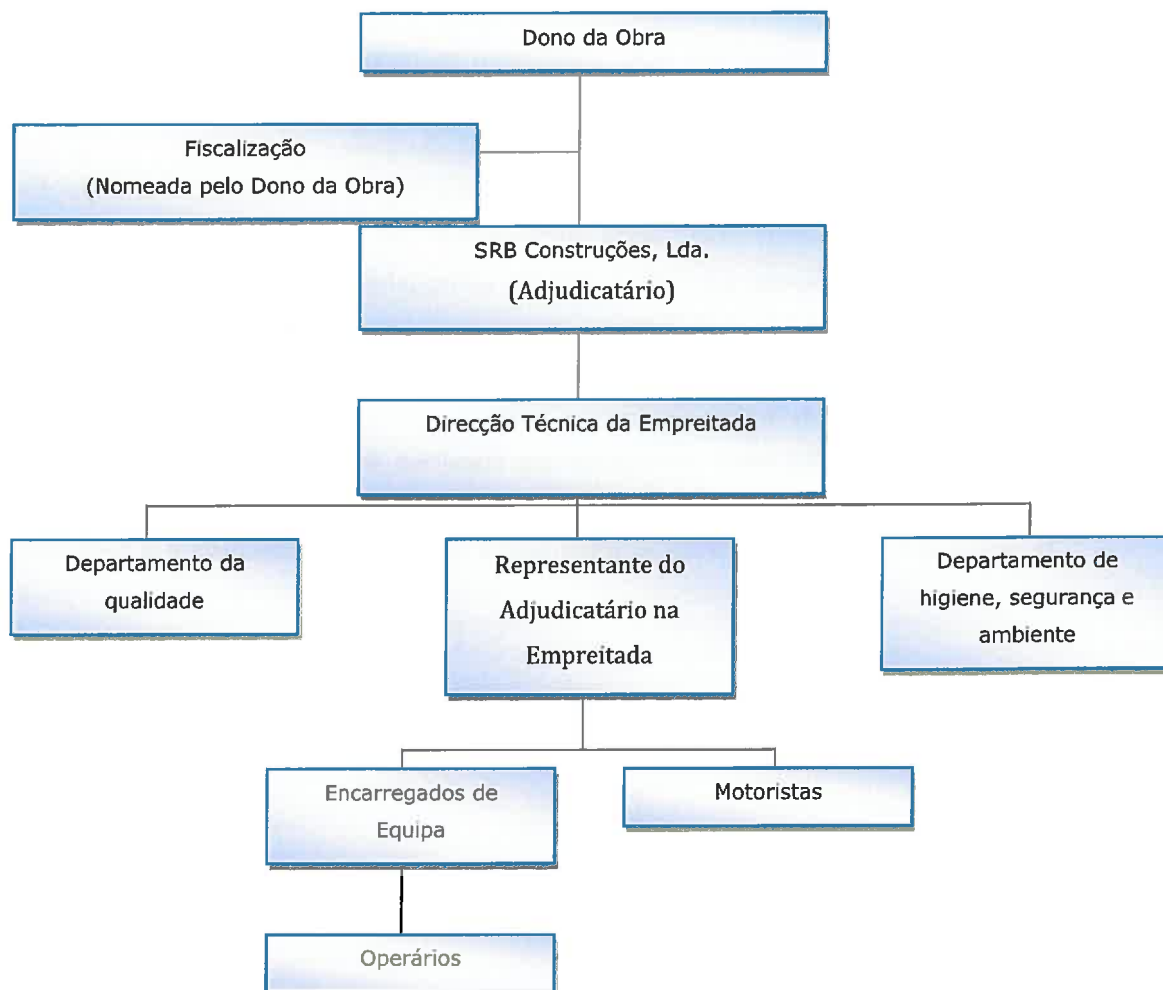 Dono da Obra
Fiscalização
(Nomeada pelo Dono da Obra)
SRB Construções, Lda.
(Adjudicatário)
Direcção Técnica da Empreitada
Departamento da
qualidade
Representante do
Adjudicatário na
Empreitada
Departamento de
higiene, segurança e
ambiente
Encarregados de
Equipa
Motoristas
Operários